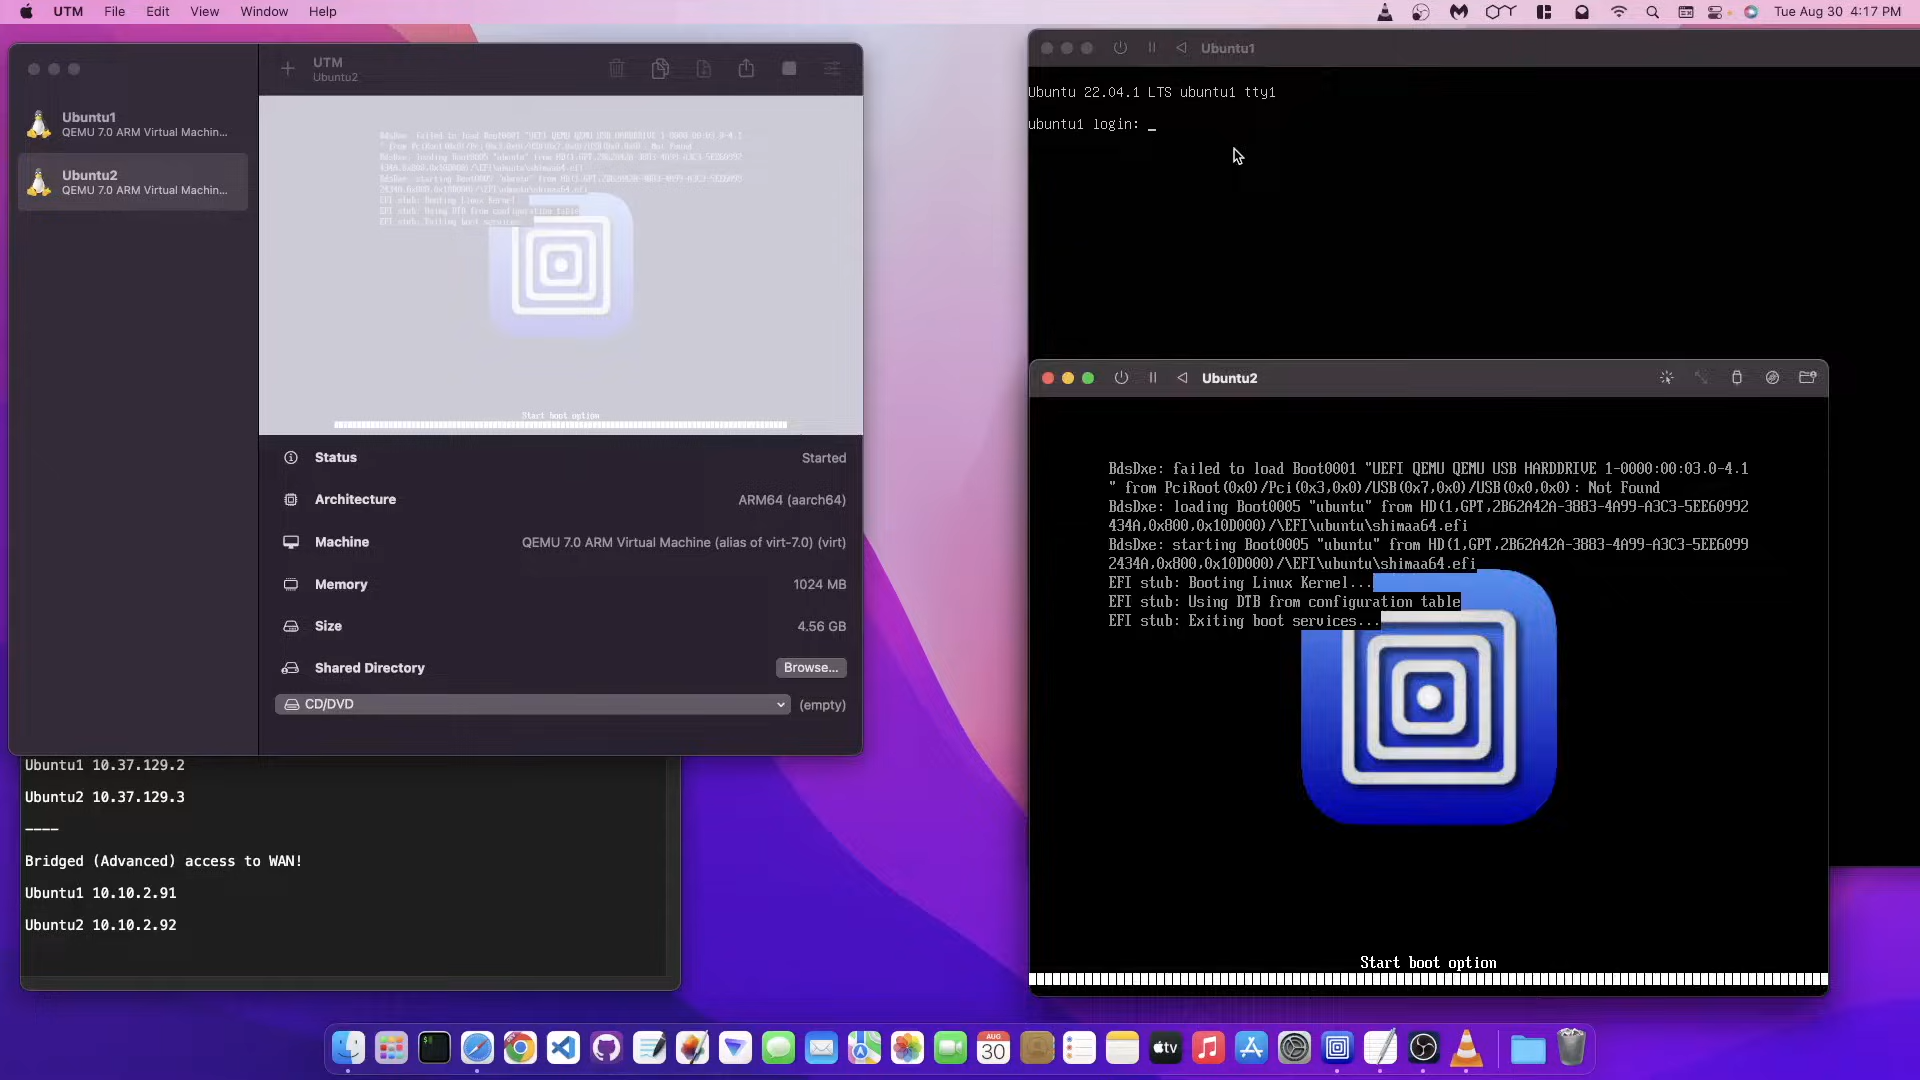 UTM File Edit View Window Help
Tue Aug 30 4:17 PM
UTM
Ubuntu2
Ubuntu1
QEMU 7.0 ARM Virtual Machin...
Ubuntu2
QEMU 7.0 ARM Virtual Machin...
Start boot option
Status Started
Architecture ARM64 (aarch64)
Machine QEMU 7.0 ARM Virtual Machine (alias of virt-7.0) (virt)
Memory 1024 MB
Size 4.56 GB
Shared Directory Browse...
CD/DVD (empty)
Ubuntu1 10.37.129.2
Ubuntu2 10.37.129.3
----
Bridged (Advanced) access to WAN!
Ubuntu1 10.10.2.91
Ubuntu2 10.10.2.92
Ubuntu1
Ubuntu 22.04.1 LTS ubuntu1 tty1
ubuntu1 login: _
Ubuntu2
BdsDxe: failed to load Boot0001 "UEFI QEMU QEMU USB HARDDRIVE 1-0000:00:03.0-4.1
" from PciRoot(0x0)/Pci(0x3,0x0)/USB(0x7,0x0)/USB(0x0,0x0): Not Found
BdsDxe: loading Boot0005 "ubuntu" from HD(1,GPT,2B62A42A-3883-4A99-A3C3-5EE60992
434A,0x800,0x10D000)/\EFI\ubuntu\shimaa64.efi
BdsDxe: starting Boot0005 "ubuntu" from HD(1,GPT,2B62A42A-3883-4A99-A3C3-5EE6099
2434A,0x800,0x10D000)/\EFI\ubuntu\shimaa64.efi
EFI stub: Booting Linux Kernel...
EFI stub: Using DTB from configuration table
EFI stub: Exiting boot services...
Start boot option
AUG
30
tv